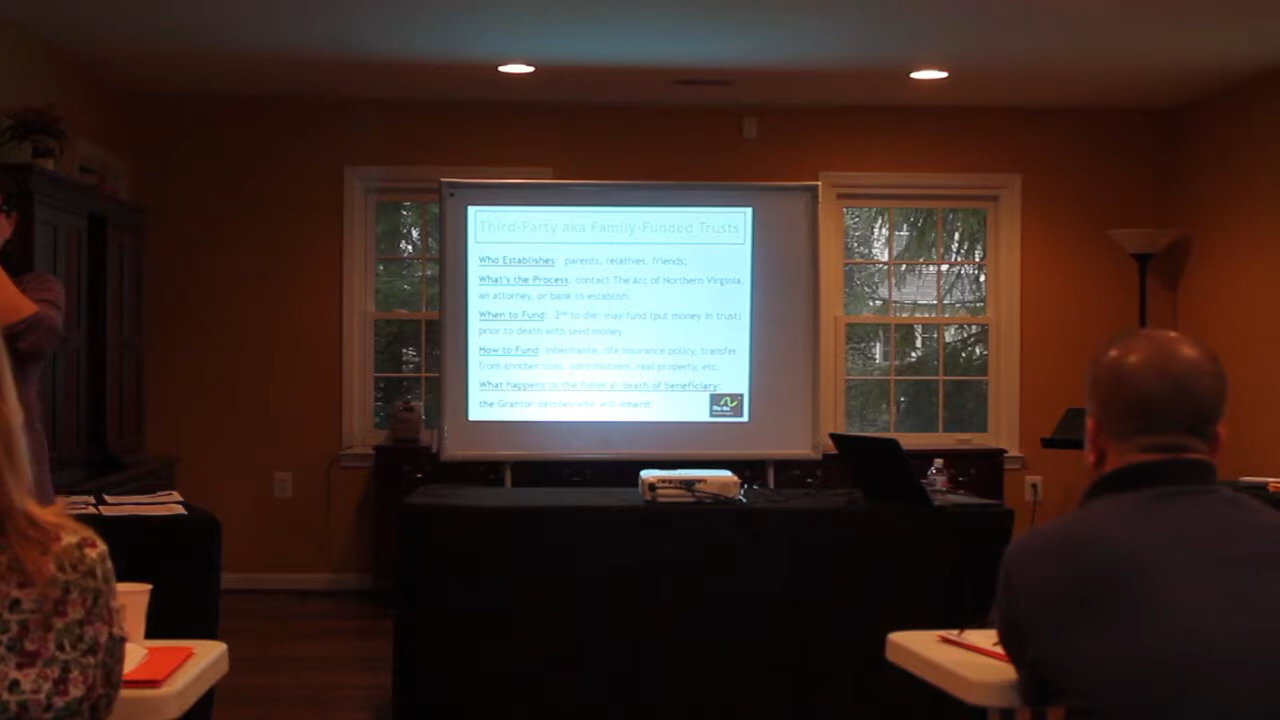 Third-Party aka Family-Funded Trusts
Who Establishes: parents, relatives, friends;
What's the Process: contact The Arc of Northern Virginia,
an attorney, or bank to establish;
When to Fund: 2nd to die: may fund (put money in trust)
prior to death with seed money
How to Fund: inheritance, life insurance policy, transfer
from another trust, contributions, real property, etc.
What happens to the funds at death of beneficiary:
the Grantor decides who will inherit
The Arc